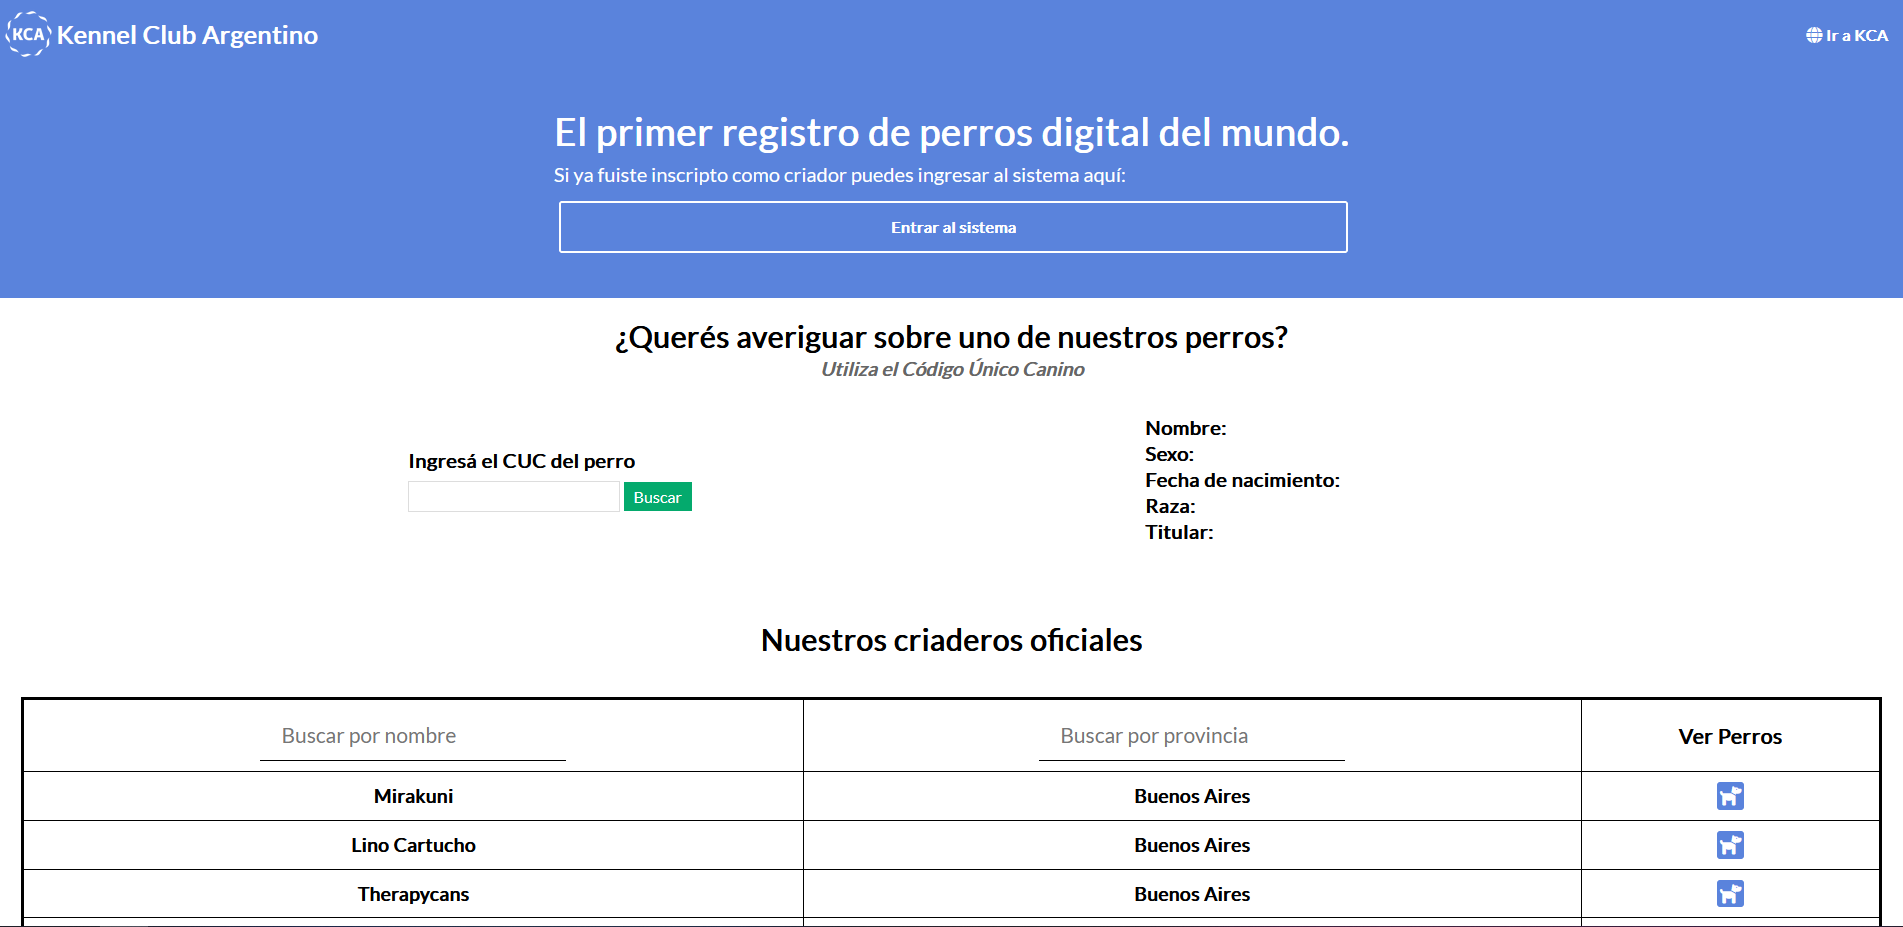 KCA Kennel Club Argentino
Ir a KCA
El primer registro de perros digital del mundo.
Si ya fuiste inscripto como criador puedes ingresar al sistema aquí:
Entrar al sistema
¿Querés averiguar sobre uno de nuestros perros?
Utiliza el Código Único Canino
Ingresá el CUC del perro
Buscar
Nombre:
Sexo:
Fecha de nacimiento:
Raza:
Titular:
Nuestros criaderos oficiales
Buscar por nombre Buscar por provincia Ver Perros
Mirakuni Buenos Aires
Lino Cartucho Buenos Aires
Therapycans Buenos Aires